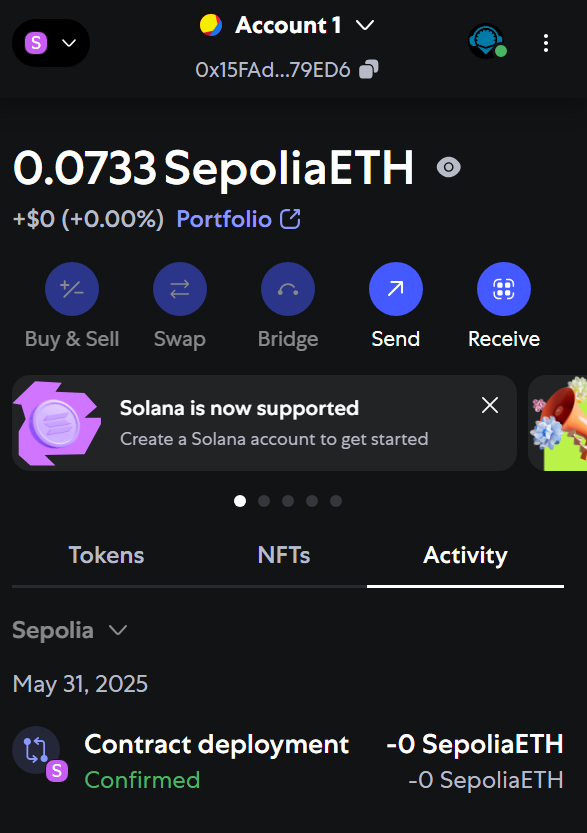 S
Account 1
0x15FAd...79ED6
0.0733 SepoliaETH
+$0 (+0.00%) Portfolio
Buy & Sell Swap Bridge Send Receive
Solana is now supported
Create a Solana account to get started
Tokens NFTs Activity
Sepolia
May 31, 2025
Contract deployment -0 SepoliaETH
S
Confirmed -0 SepoliaETH